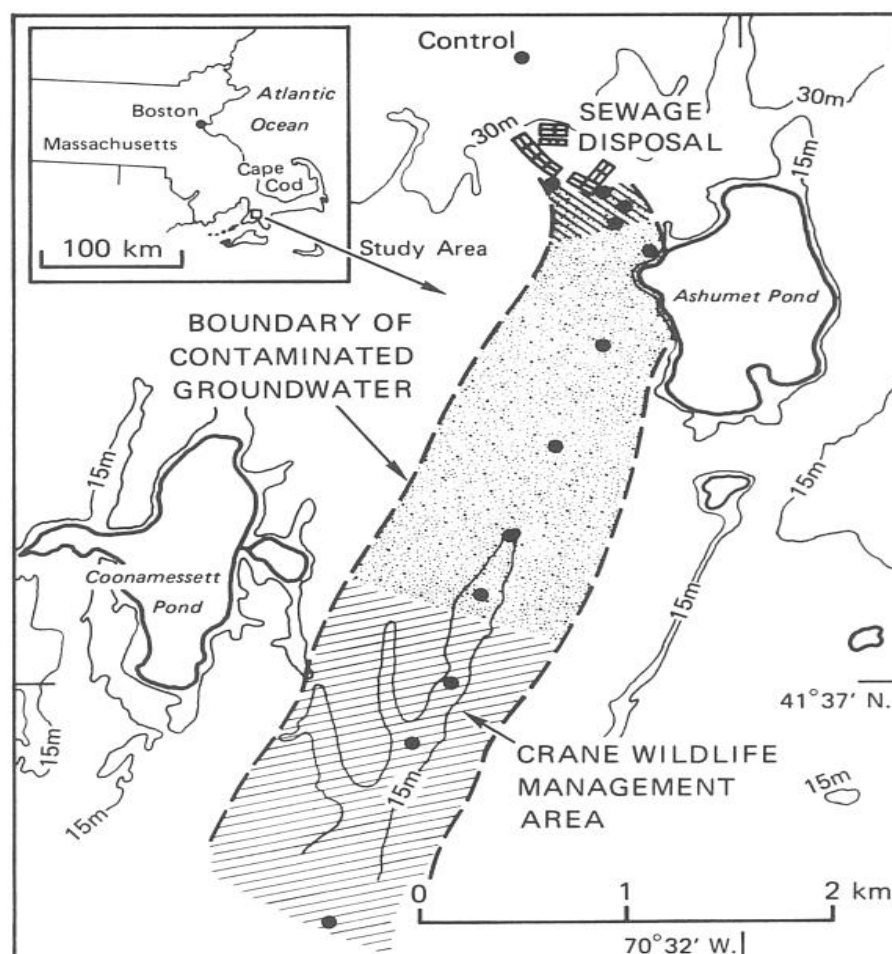 Control
30m
30m
SEWAGE
DISPOSAL
15m
Boston
Atlantic
Ocean
Massachusetts
Cape
Cod
100 km
Study Area
Ashumet Pond
BOUNDARY OF
CONTAMINATED
GROUNDWATER
15m
15m
Coonamessett
Pond
15m
41°37' N.
15m
CRANE WILDLIFE
MANAGEMENT
AREA
15m
15m
15m
0 1 2 km
70°32' W.